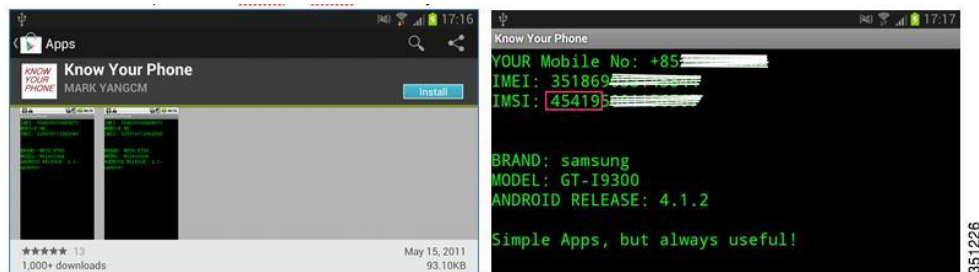 17:16
Apps
KNOW
YOUR
PHONE
Know Your Phone
MARK YANGCM
Install
13
May 15, 2011
1,000+ downloads
93.10KB
17:17
Know Your Phone
YOUR Mobile No: +85
IMEI: 351869
IMSI: 45419
BRAND: samsung
MODEL: GT-I9300
ANDROID RELEASE: 4.1.2
Simple Apps, but always useful!
351226